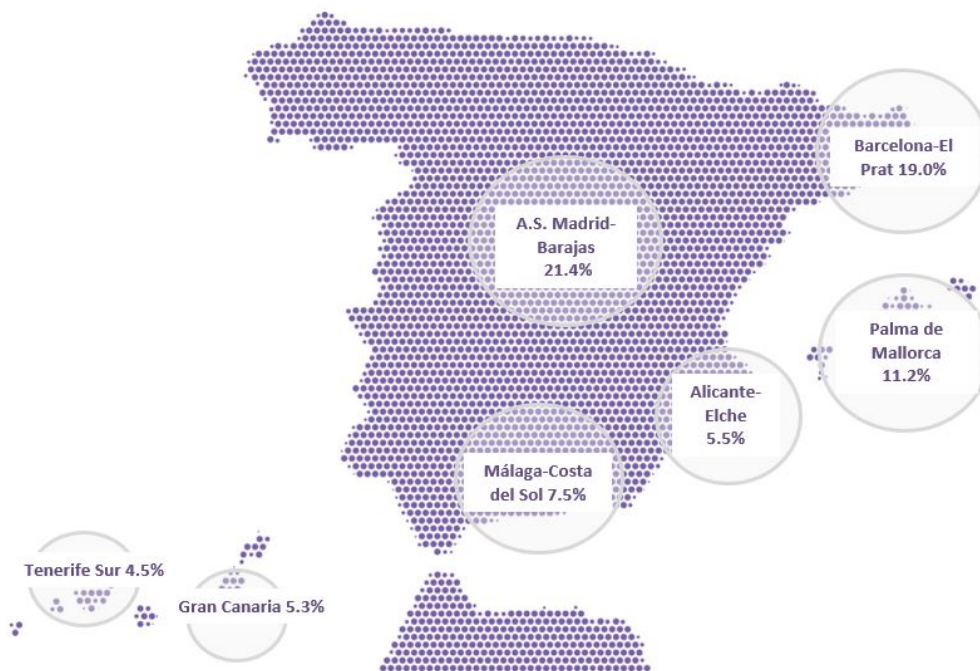 Barcelona-El
Prat 19.0%
A.S. Madrid-
Barajas
21.4%
Palma de
Mallorca
11.2%
Alicante-
Elche
5.5%
Málaga-Costa
del Sol 7.5%
Tenerife Sur 4.5%
Gran Canaria 5.3%